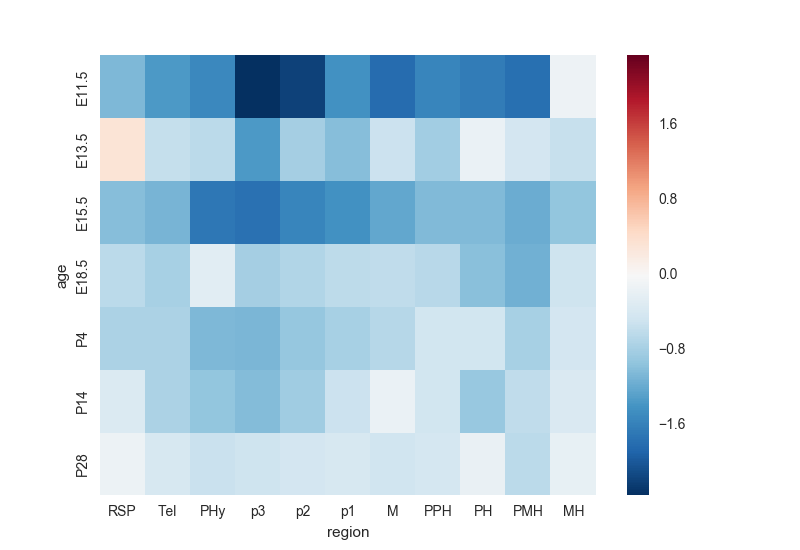 E11.5
E13.5
E15.5
E18.5
P4
P14
P28
age
RSP Tel PHy p3 p2 p1 M PPH PH PMH MH
region
1.6
0.8
0.0
−0.8
−1.6